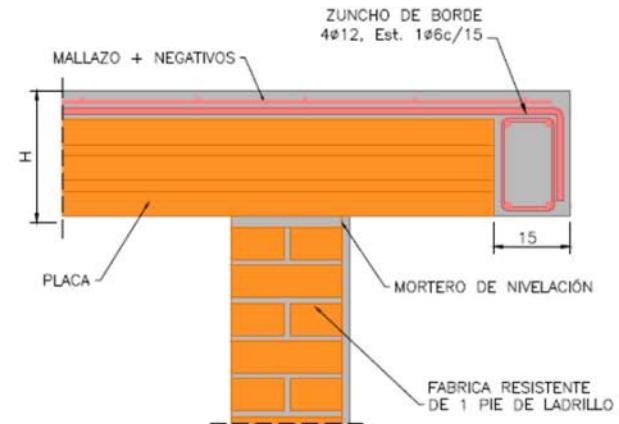 ZUNCHO DE BORDE
4ø12, Est. 1ø6c/15
MALLAZO + NEGATIVOS
H
15
PLACA
MORTERO DE NIVELACIÓN
FABRICA RESISTENTE
DE 1 PIE DE LADRILLO